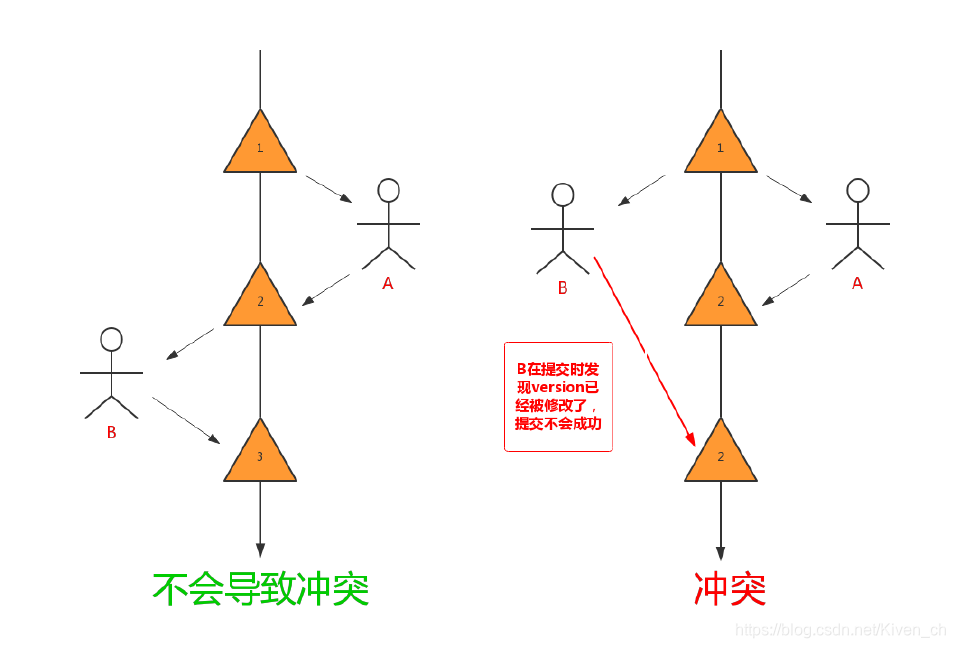 1
A
2
B
3
不会导致冲突
1
B
A
2
B在提交时发
现version已
经被修改了，
提交不会成功
2
冲突
https://blog.csdn.net/Kiven_ch